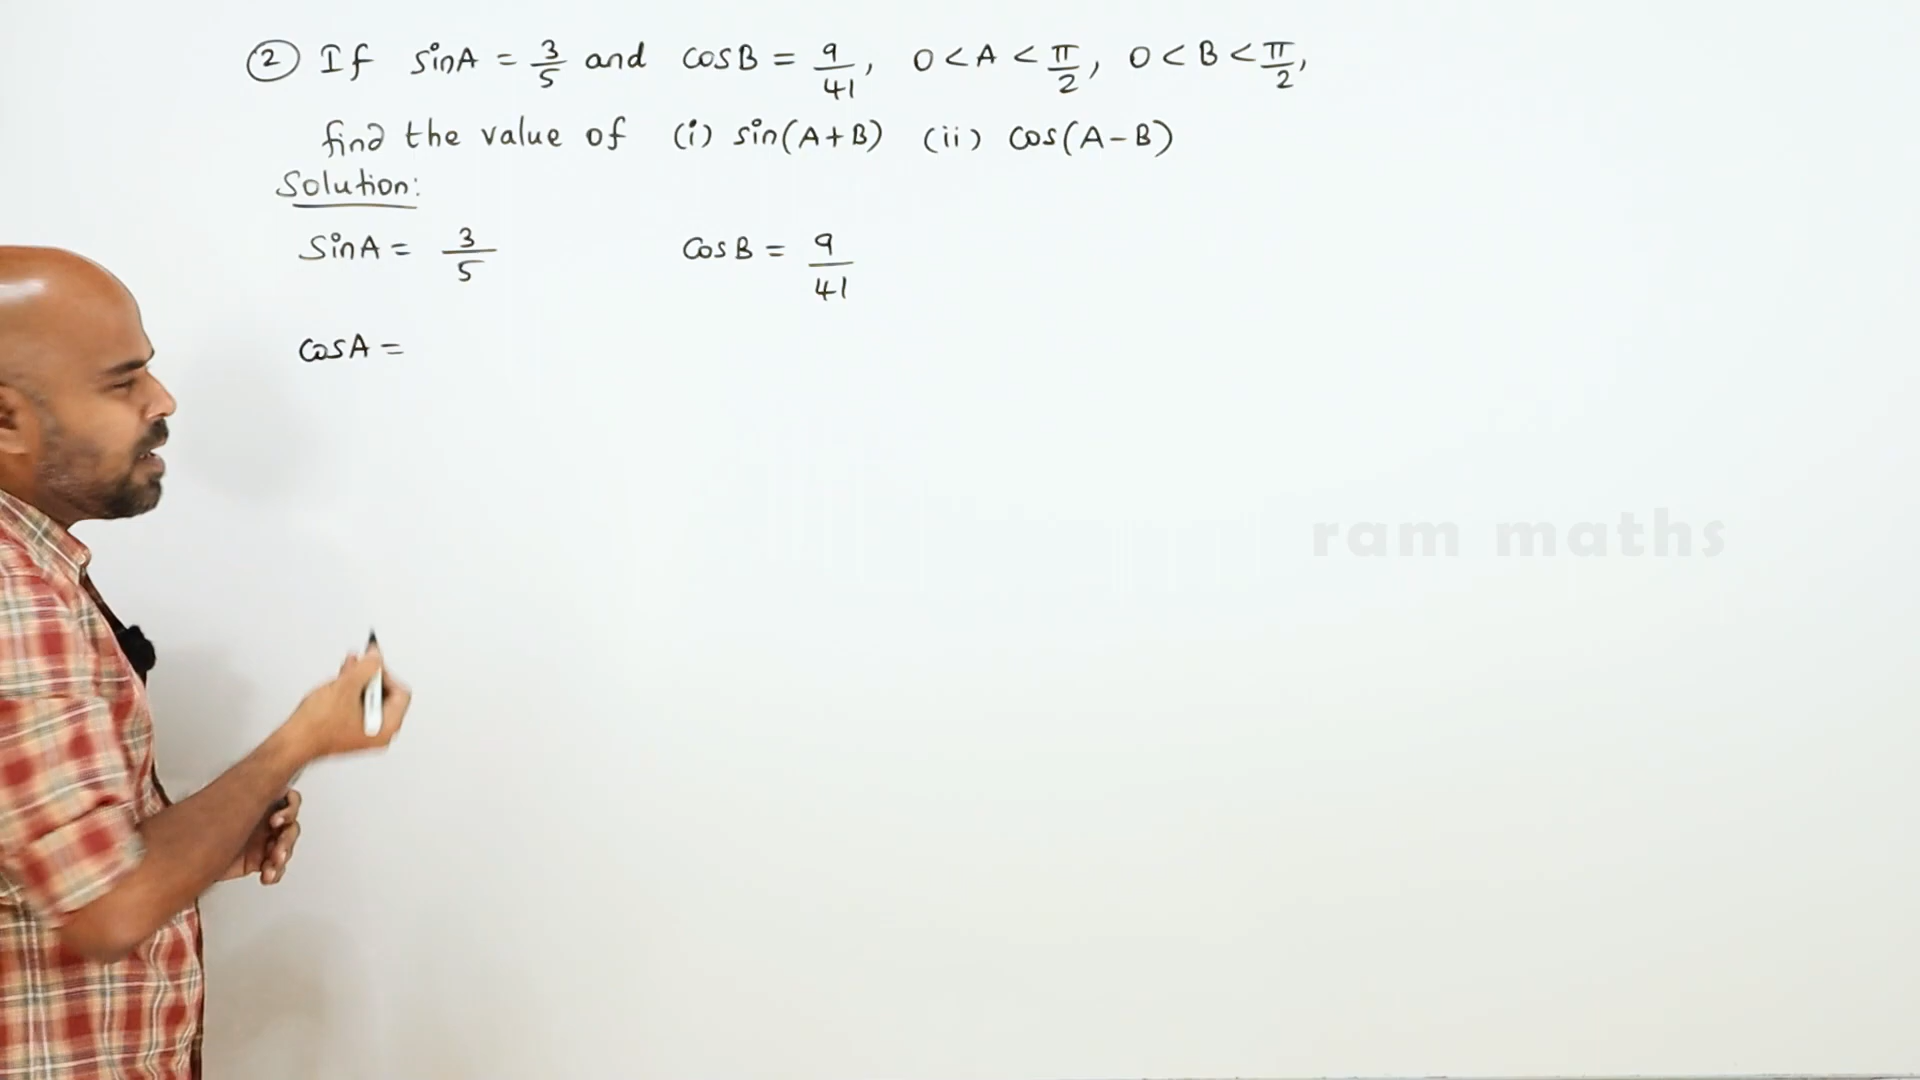 ② If sinA = 3/5 and cosB = 9/41, 0 < A < π/2, 0 < B < π/2,
find the value of (i) sin(A+B) (ii) cos(A-B)
Solution:
SinA = 3/5 CosB = 9/41
CosA =
ram maths